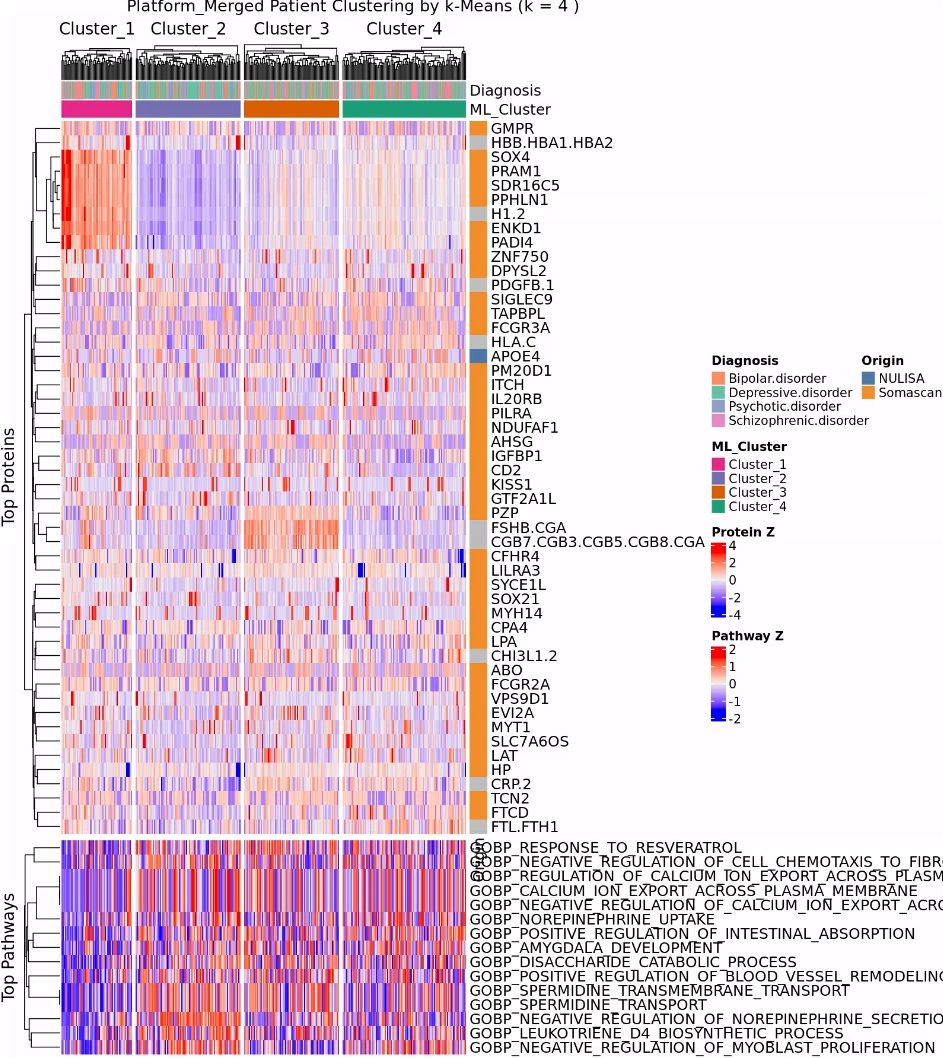 Platform_Merged Patient Clustering by k-Means (k = 4 )
Cluster_1 Cluster_2 Cluster_3 Cluster_4
Diagnosis
ML_Cluster
GMPR
HBB.HBA1.HBA2
SOX4
PRAM1
SDR16C5
PPHLN1
H1.2
ENKD1
PADI4
ZNF750
DPYSL2
PDGFB.1
SIGLEC9
TAPBPL
FCGR3A
HLA.C
APOE4
PM20D1
ITCH
IL20RB
PILRA
NDUFAF1
AHSG
IGFBP1
CD2
KISS1
GTF2A1L
PZP
FSHB.CGA
CGB7.CGB3.CGB5.CGB8.CGA
CFHR4
LILRA3
SYCE1L
SOX21
MYH14
CPA4
LPA
CHI3L1.2
ABO
FCGR2A
VPS9D1
EVI2A
MYT1
SLC7A6OS
LAT
HP
CRP.2
TCN2
FTCD
FTL.FTH1
Top Proteins
Origin
GOBP_RESPONSE_TO_RESVERATROL
GOBP_NEGATIVE_REGULATION_OF_CELL_CHEMOTAXIS_TO_FIBR
GOBP_REGULATION_OF_CALCIUM_ION_EXPORT_ACROSS_PLASM
GOBP_CALCIUM_ION_EXPORT_ACROSS_PLASMA_MEMBRANE
GOBP_NEGATIVE_REGULATION_OF_CALCIUM_ION_EXPORT_ACRO
GOBP_NOREPINEPHRINE_UPTAKE
GOBP_POSITIVE_REGULATION_OF_INTESTINAL_ABSORPTION
GOBP_AMYGDALA_DEVELOPMENT
GOBP_DISACCHARIDE_CATABOLIC_PROCESS
GOBP_POSITIVE_REGULATION_OF_BLOOD_VESSEL_REMODELING
GOBP_SPERMIDINE_TRANSMEMBRANE_TRANSPORT
GOBP_SPERMIDINE_TRANSPORT
GOBP_NEGATIVE_REGULATION_OF_NOREPINEPHRINE_SECRETIO
GOBP_LEUKOTRIENE_D4_BIOSYNTHETIC_PROCESS
GOBP_NEGATIVE_REGULATION_OF_MYOBLAST_PROLIFERATION
Top Pathways
Diagnosis
Bipolar.disorder
Depressive.disorder
Psychotic.disorder
Schizophrenic.disorder
Origin
NULISA
Somascan
ML_Cluster
Cluster_1
Cluster_2
Cluster_3
Cluster_4
Protein Z
4
2
0
-2
-4
Pathway Z
2
1
0
-1
-2